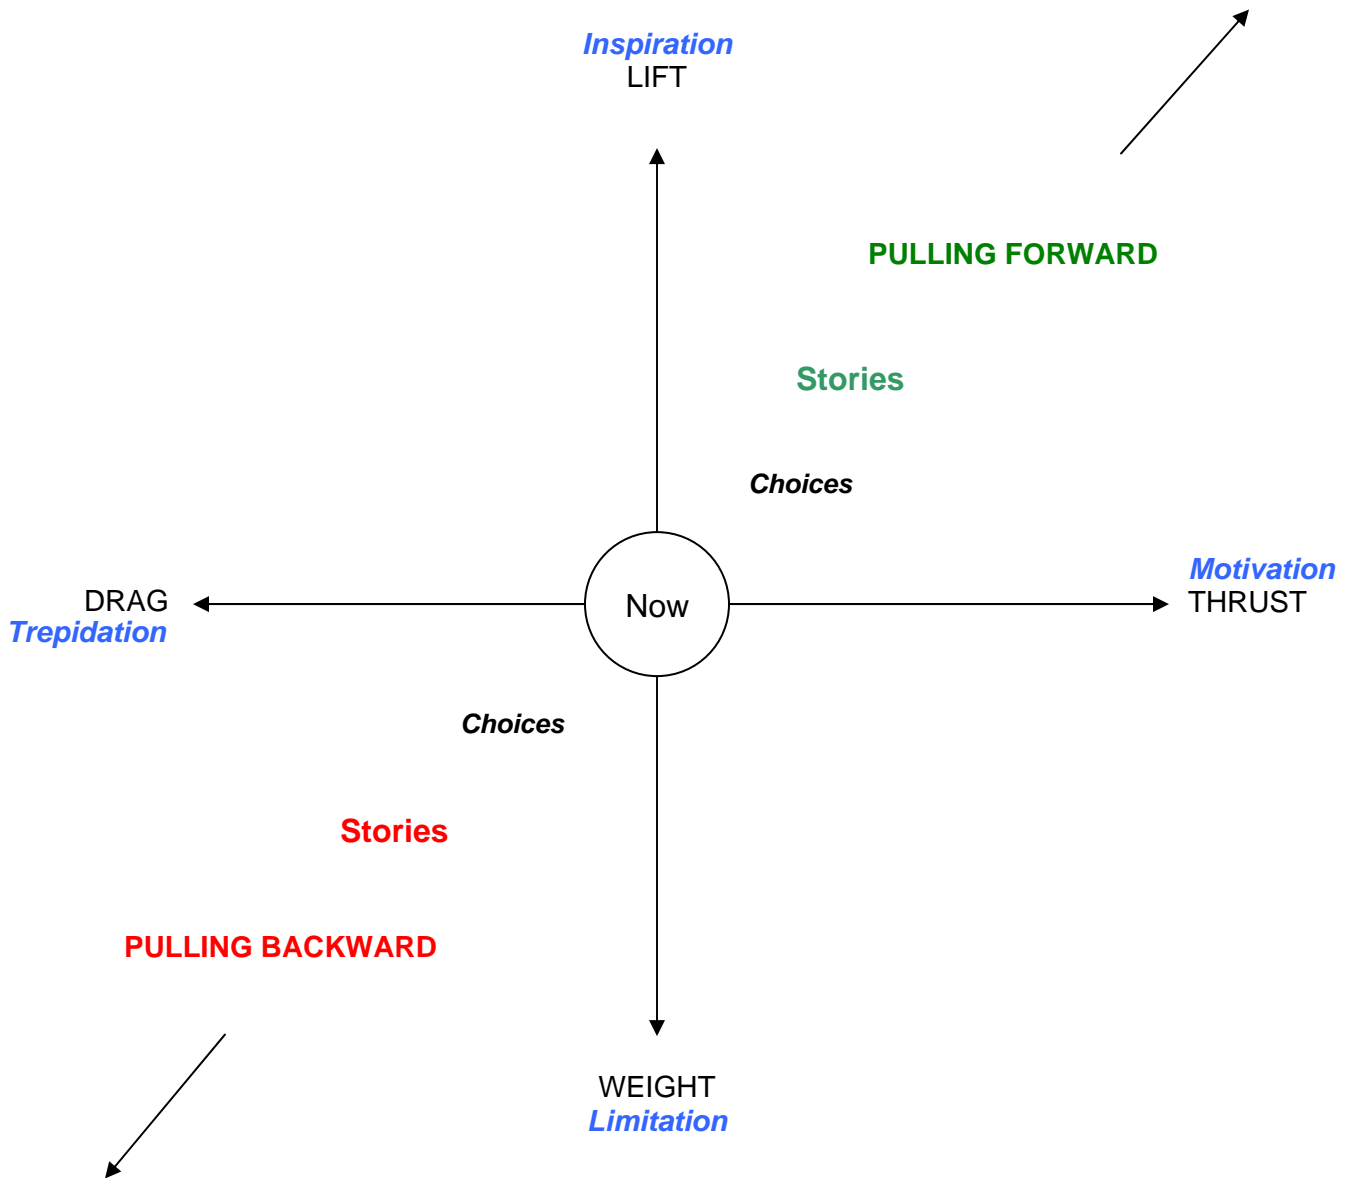 Inspiration
LIFT
PULLING FORWARD
Stories
Choices
Motivation
THRUST
DRAG
Trepidation
Now
Choices
Stories
PULLING BACKWARD
WEIGHT
Limitation